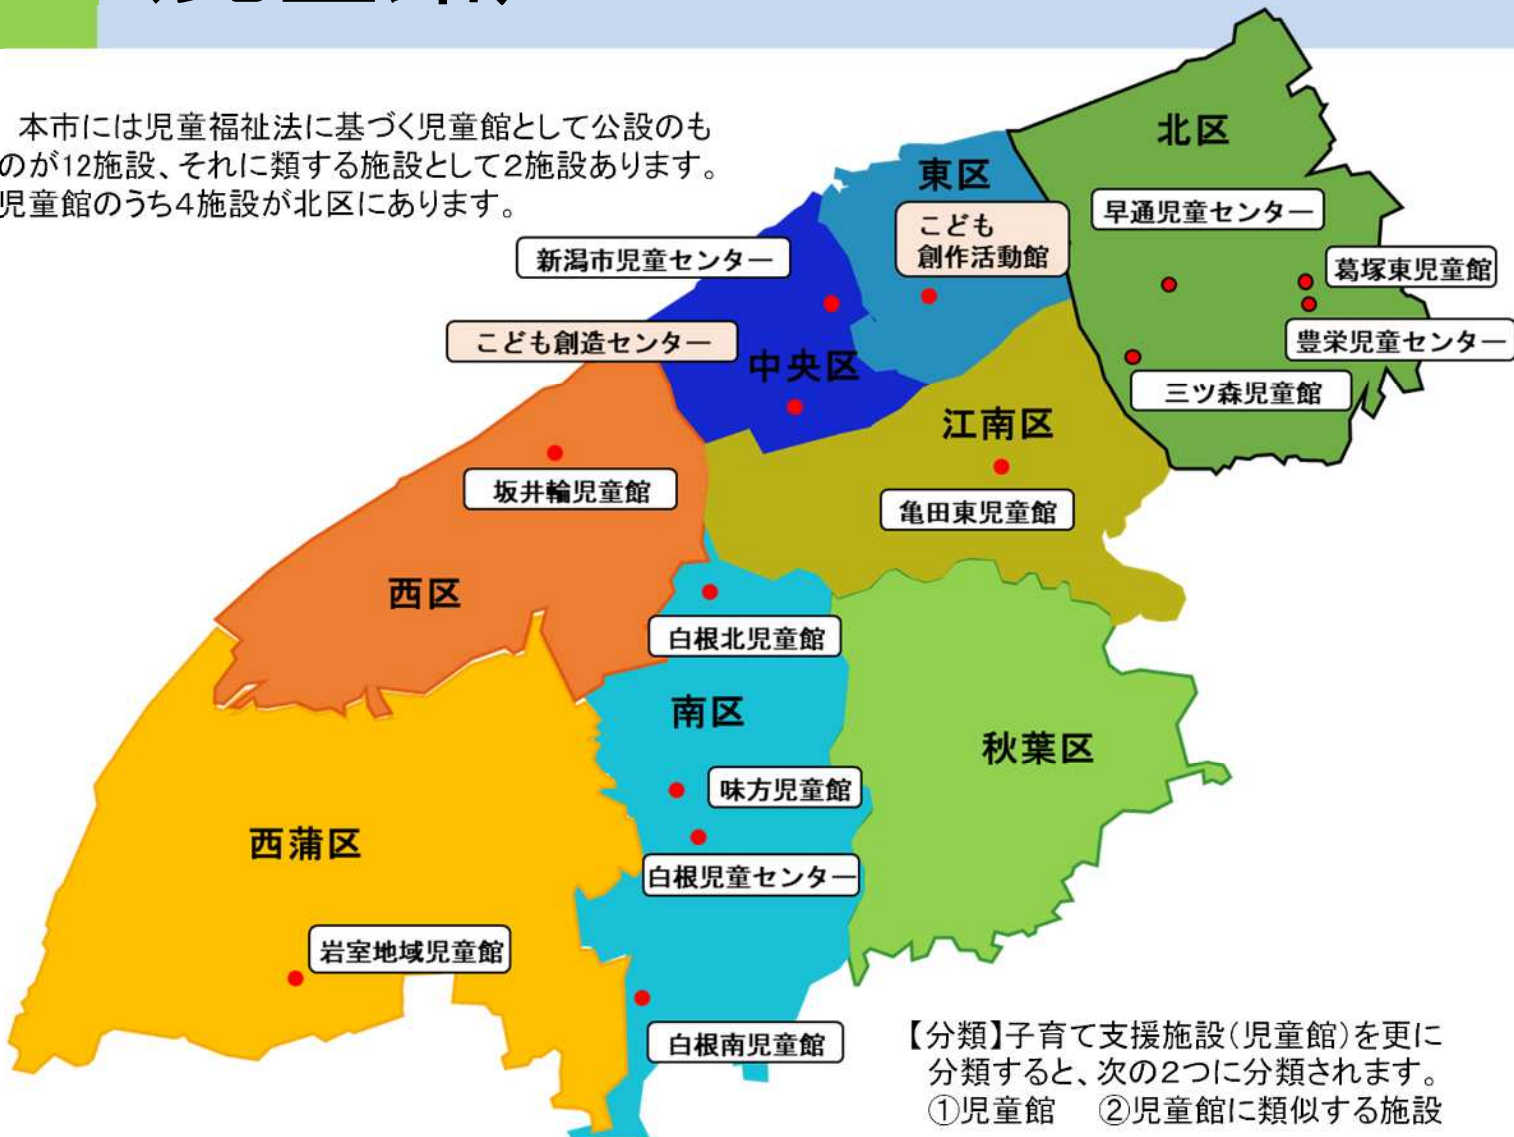 本市には児童福祉法に基づく児童館として公設のも
のが12施設、それに類する施設として2施設あります。
児童館のうち4施設が北区にあります。
北区
東区
早通児童センター
こども
創作活動館
新潟市児童センター
葛塚東児童館
こども創造センター
豊栄児童センター
中央区
三ツ森児童館
江南区
坂井輪児童館
亀田東児童館
西区
白根北児童館
南区
秋葉区
味方児童館
西蒲区
白根児童センター
岩室地域児童館
白根南児童館
【分類】子育て支援施設(児童館)を更に
分類すると、次の2つに分類されます。
①児童館 ②児童館に類似する施設